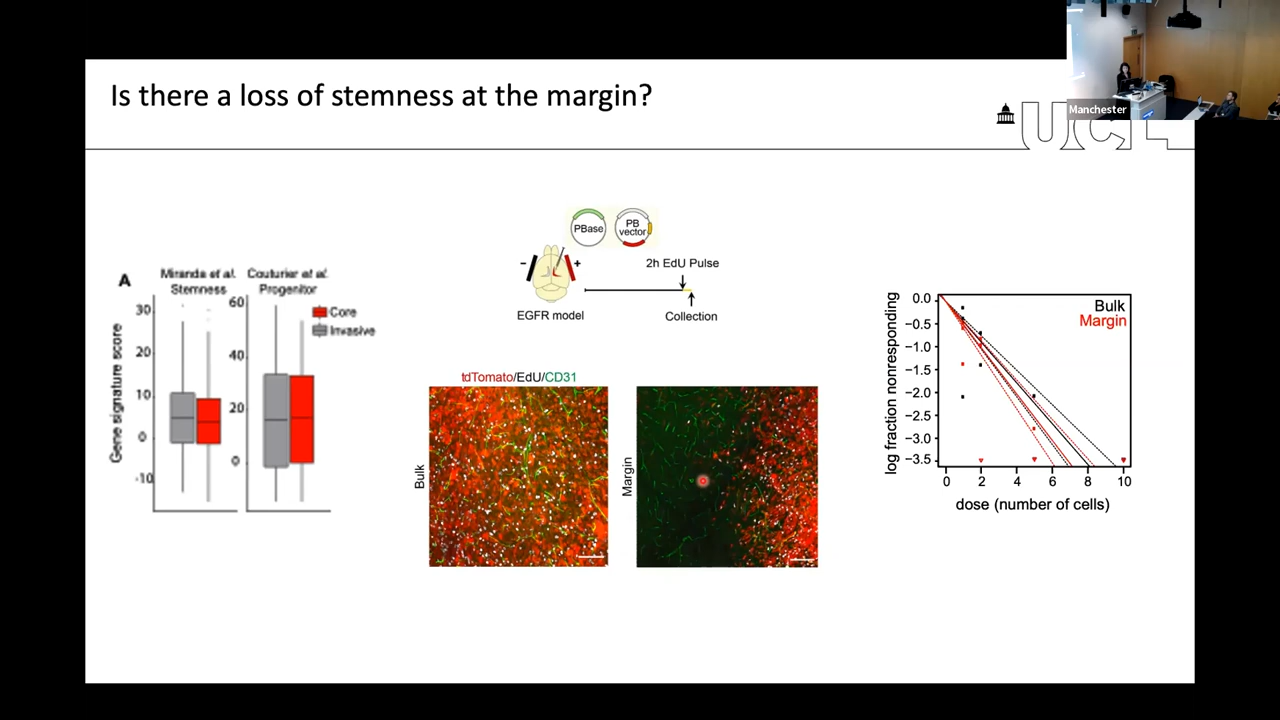 Is there a loss of stemness at the margin?
Manchester
UCL
A
Miranda et al.
Stemness
Couturier et al.
Progenitor
Core
Invasive
Gene signature score
30
20
10
0
-10
60
40
20
0
PBase
PB
vector
-
+
EGFR model
2h EdU Pulse
Collection
tdTomato/EdU/CD31
Bulk
Margin
Bulk
Margin
log fraction nonresponding
0.0
−0.5
−1.0
−1.5
−2.0
−2.5
−3.0
−3.5
0 2 4 6 8 10
dose (number of cells)